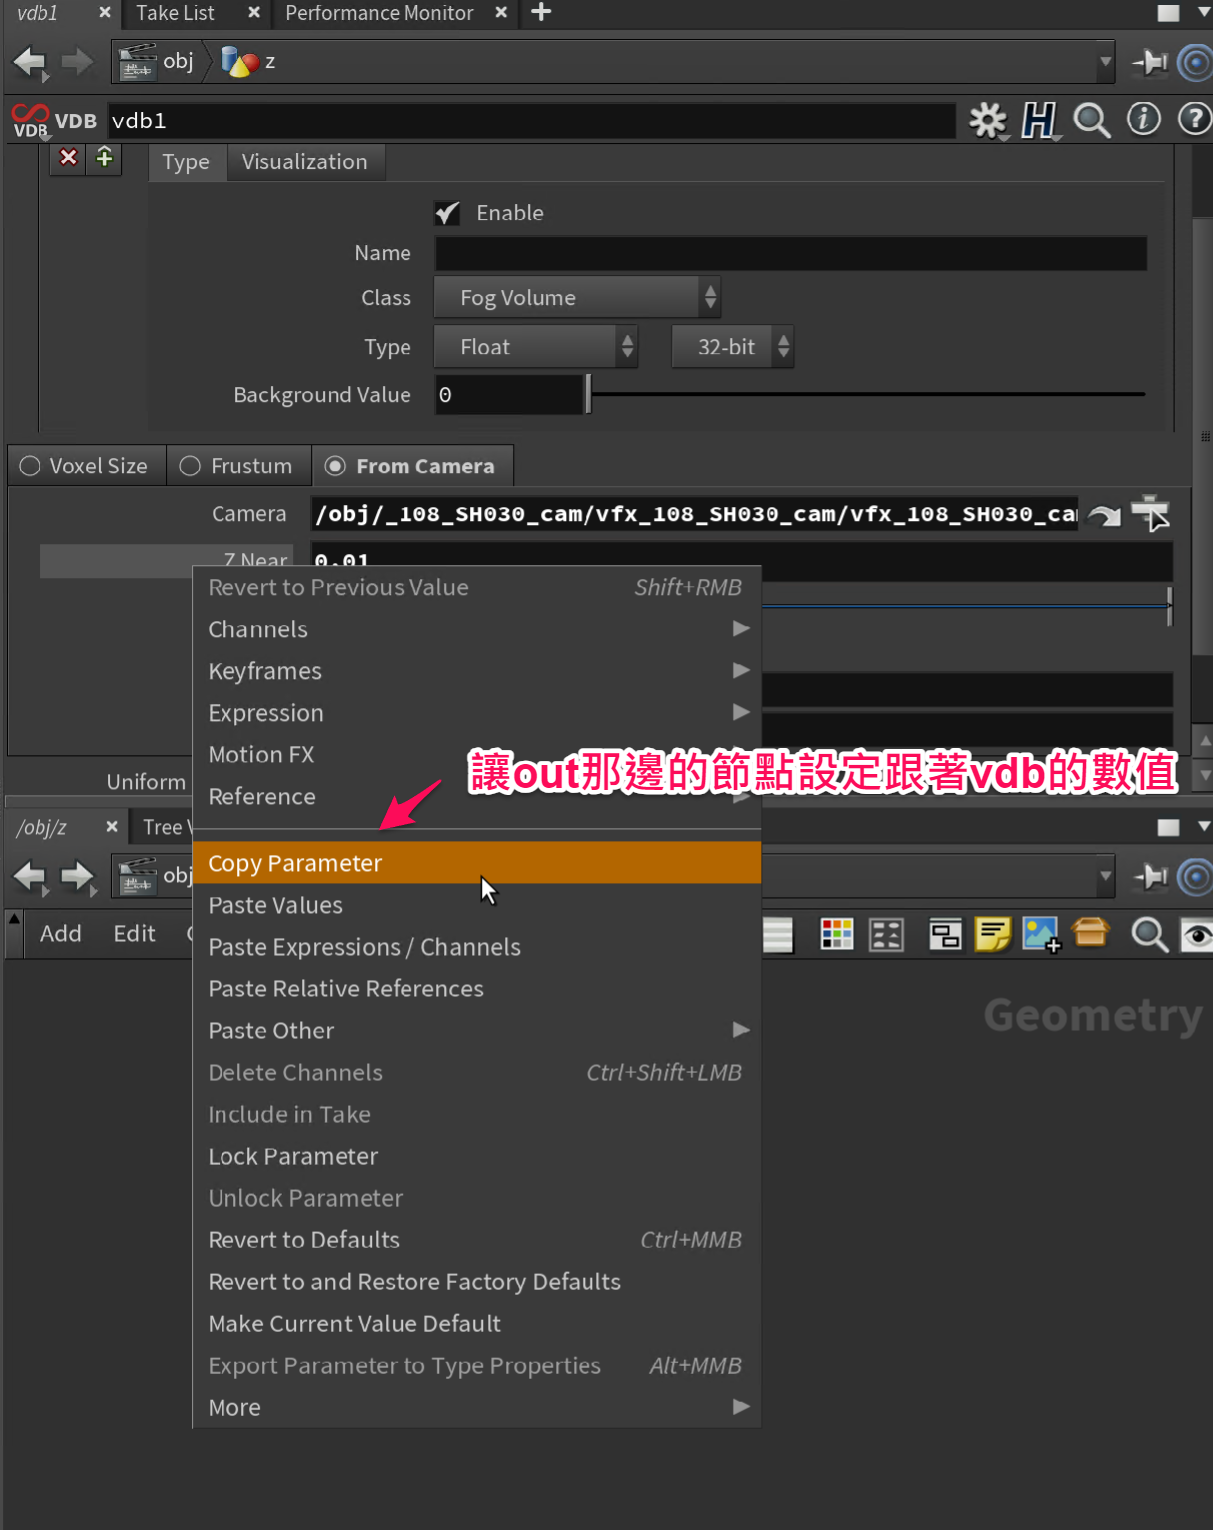 vdb1 × Take List × Performance Monitor × +
obj z
VDB VDB vdb1
Type Visualization
Enable
Name
Class Fog Volume
Type Float 32-bit
Background Value 0
Voxel Size Frustum From Camera
Camera /obj/_108_SH030_cam/vfx_108_SH030_cam/vfx_108_SH030_ca
Z Near 0.01
Revert to Previous Value Shift+RMB
Channels
Keyframes
Expression
Motion FX
讓out那邊的節點設定跟著vdb的數值
Uniform
Reference
/obj/z × Tree
Copy Parameter
obj
Paste Values
Add Edit
Paste Expressions / Channels
Paste Relative References
Geometry
Paste Other
Delete Channels Ctrl+Shift+LMB
Include in Take
Lock Parameter
Unlock Parameter
Revert to Defaults Ctrl+MMB
Revert to and Restore Factory Defaults
Make Current Value Default
Export Parameter to Type Properties Alt+MMB
More